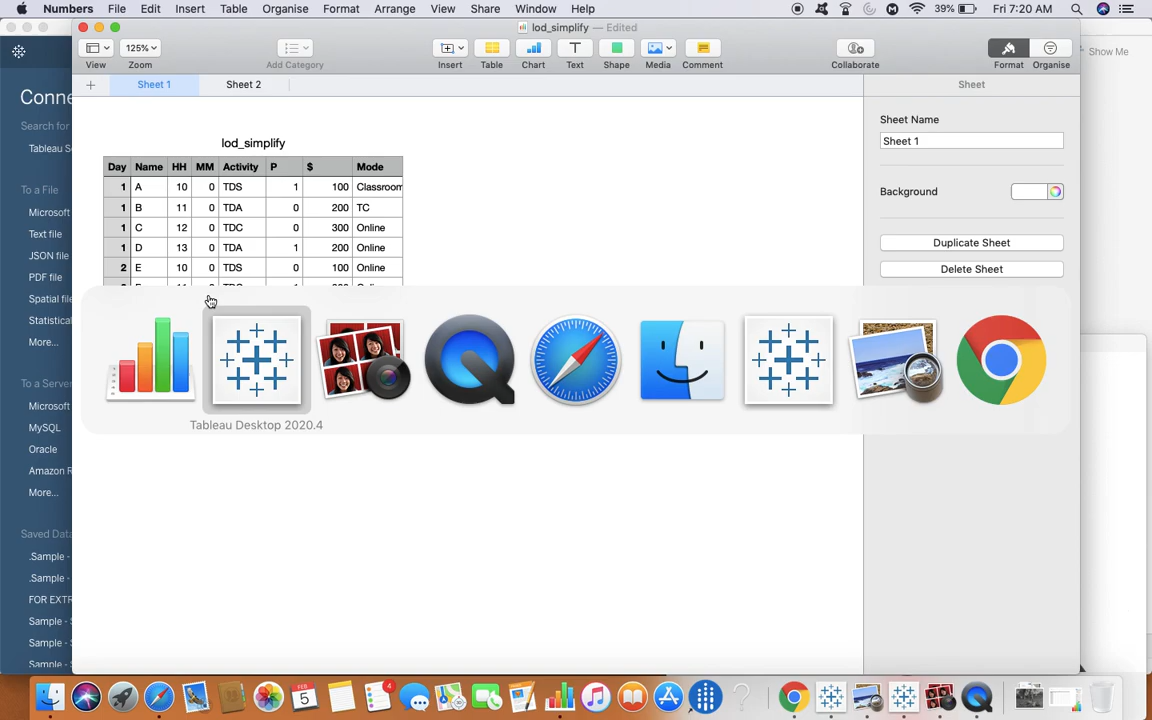 Numbers File Edit Insert Table Organise Format Arrange View Share Window Help 39% Fri 7:20 AM
lod_simplify — Edited
125%
View Zoom Add Category Insert Table Chart Text Shape Media Comment Collaborate Format Organise
Show Me
Sheet 1 Sheet 2 Sheet
Conne
Search for
Tableau S
To a File
Microsoft
Text file
JSON file
PDF file
Spatial file
Statistical
More...
To a Server
Microsoft
MySQL
Oracle
Amazon R
More...
Saved Data
.Sample -
.Sample -
FOR EXTR
Sample - S
Sample - S
Sample - S
lod_simplify
Day Name HH MM Activity P $ Mode
1 A 10 0 TDS 1 100 Classroom
1 B 11 0 TDA 0 200 TC
1 C 12 0 TDC 0 300 Online
1 D 13 0 TDA 1 200 Online
2 E 10 0 TDS 0 100 Online
Sheet Name
Sheet 1
Background
Duplicate Sheet
Delete Sheet
Tableau Desktop 2020.4
FEB
5
4